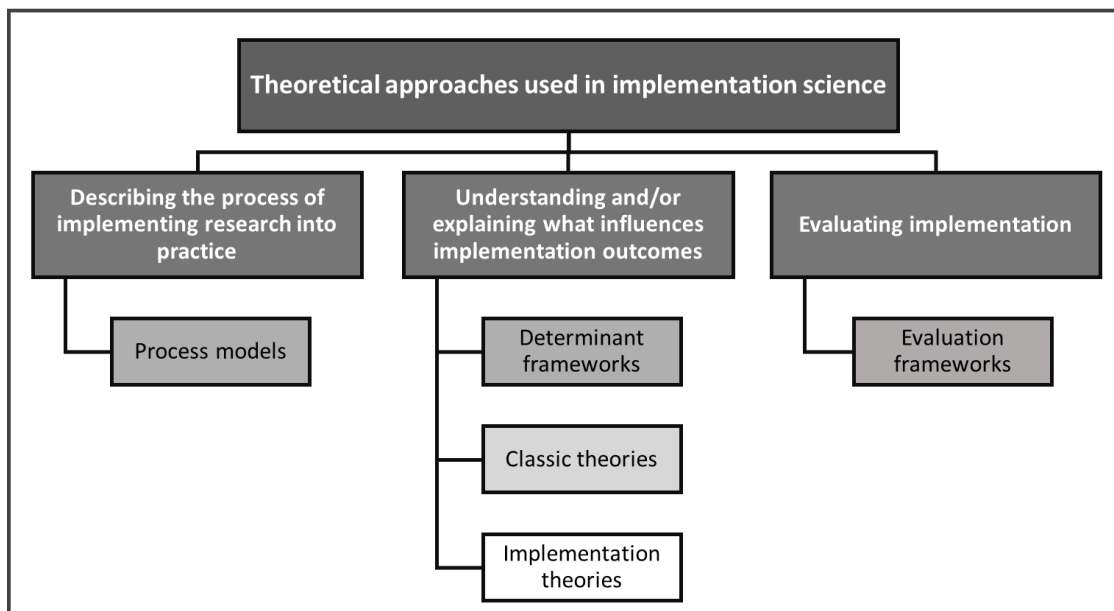 Theoretical approaches used in implementation science
Describing the process of
implementing research into
practice
Understanding and/or
explaining what influences
implementation outcomes
Evaluating implementation
Process models
Determinant
frameworks
Evaluation
frameworks
Classic theories
Implementation
theories